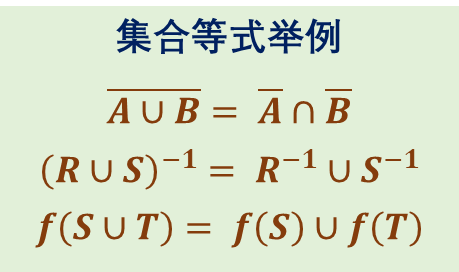 集合等式举例
$\overline{A \cup B} = \overline{A} \cap \overline{B}$
$(R \cup S)^{-1} = R^{-1} \cup S^{-1}$
$f(S \cup T) = f(S) \cup f(T)$